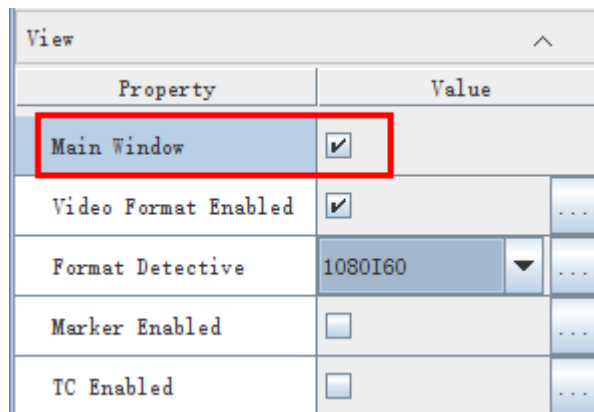 View
Property Value
Main Window
Video Format Enabled ...
Format Detective 1080I60 ...
Marker Enabled ...
TC Enabled ...